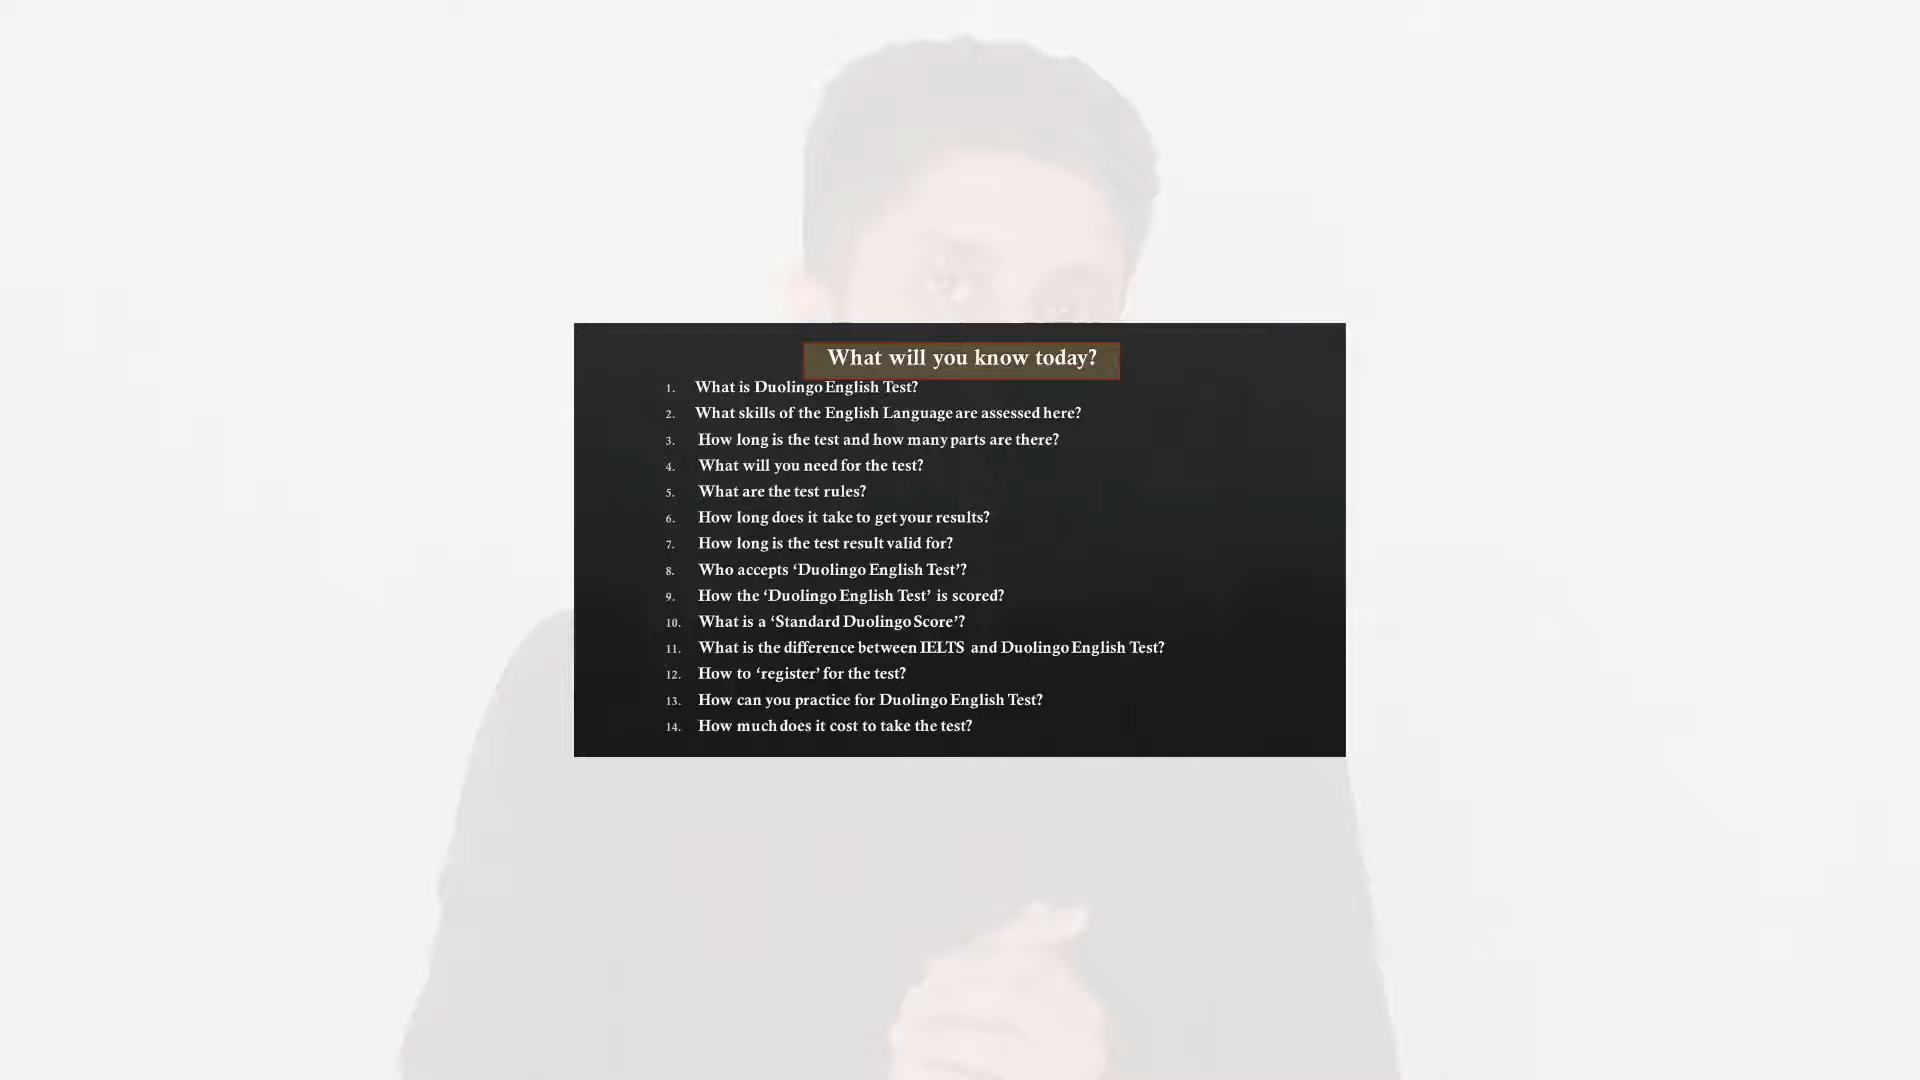 What will you know today?
1. What is Duolingo English Test?
2. What skills of the English Language are assessed here?
3. How long is the test and how many parts are there?
4. What will you need for the test?
5. What are the test rules?
6. How long does it take to get your results?
7. How long is the test result valid for?
8. Who accepts ‘Duolingo English Test’?
9. How the ‘Duolingo English Test’ is scored?
10. What is a ‘Standard Duolingo Score’?
11. What is the difference between IELTS and Duolingo English Test?
12. How to ‘register’ for the test?
13. How can you practice for Duolingo English Test?
14. How much does it cost to take the test?